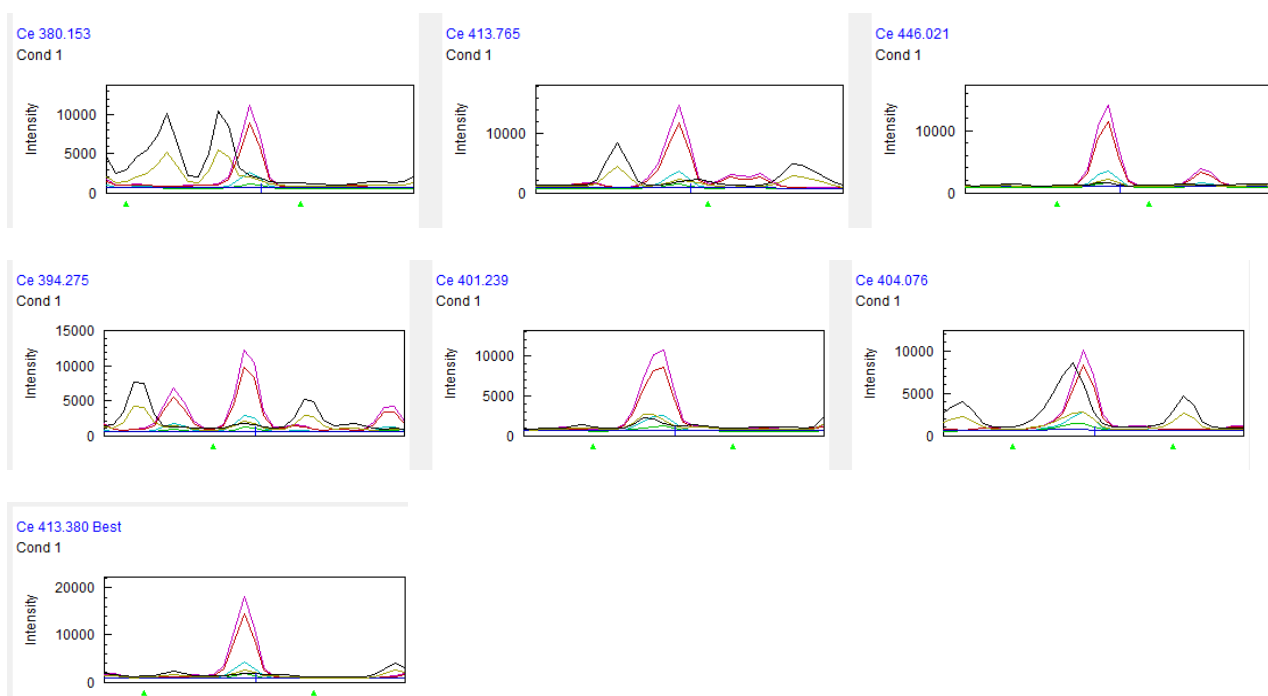 Ce 380.153
Cond 1
Intensity
10000
5000
0
Ce 413.765
Cond 1
Intensity
10000
0
Ce 446.021
Cond 1
Intensity
10000
0
Ce 394.275
Cond 1
Intensity
15000
10000
5000
0
Ce 401.239
Cond 1
Intensity
10000
5000
0
Ce 404.076
Cond 1
Intensity
10000
5000
0
Ce 413.380 Best
Cond 1
Intensity
20000
10000
0